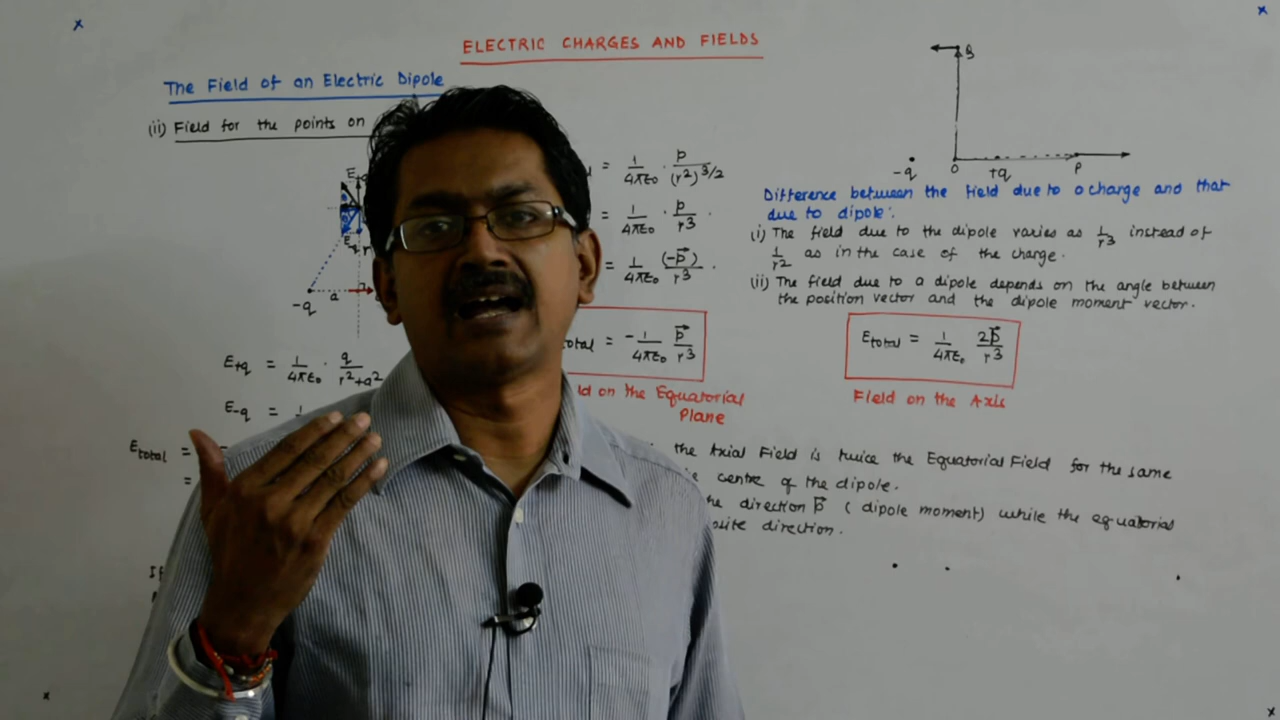 ELECTRIC CHARGES AND FIELDS
The Field of an Electric Dipole
(ii) Field for the points on
-q a
E+q = 1/4πε0 · q/r²+a²
E-q = 1
Etotal =
=
If
= 1/4πε0 · p/(r²)^3/2
= 1/4πε0 · p/r³ .
= 1/4πε0 (-p⃗)/r³ .
otal = -1/4πε0 p⃗/r³
ld on the Equatorial
Plane
B
-q O +q P
Difference between the field due to a charge and that
due to dipole:
(i) The field due to the dipole varies as 1/r³ instead of
1/r² as in the case of the charge.
(ii) The field due to a dipole depends on the angle between
the position vector and the dipole moment vector.
Etotal = 1/4πε0 2p⃗/r³
Field on the Axis
the Axial Field is twice the Equatorial Field for the same
centre of the dipole.
the direction p⃗ (dipole moment) while the equatorial
posite direction.